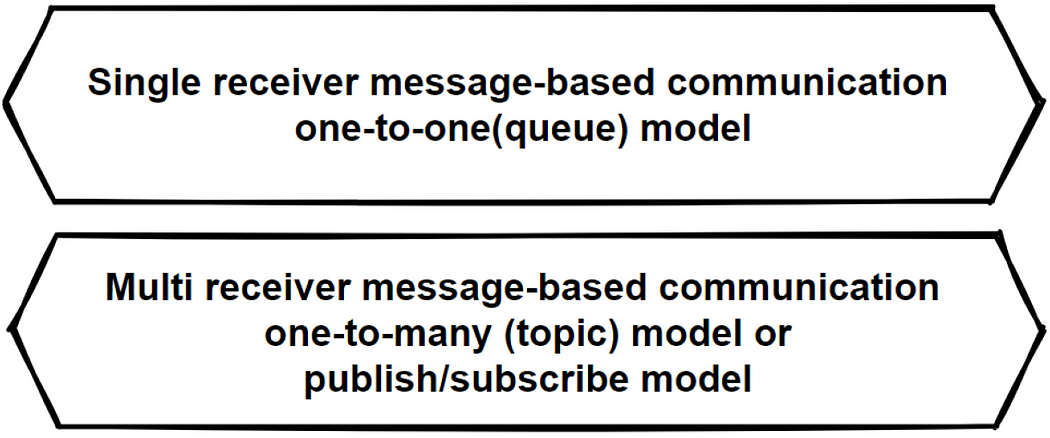 Single receiver message-based communication
one-to-one(queue) model
Multi receiver message-based communication
one-to-many (topic) model or
publish/subscribe model